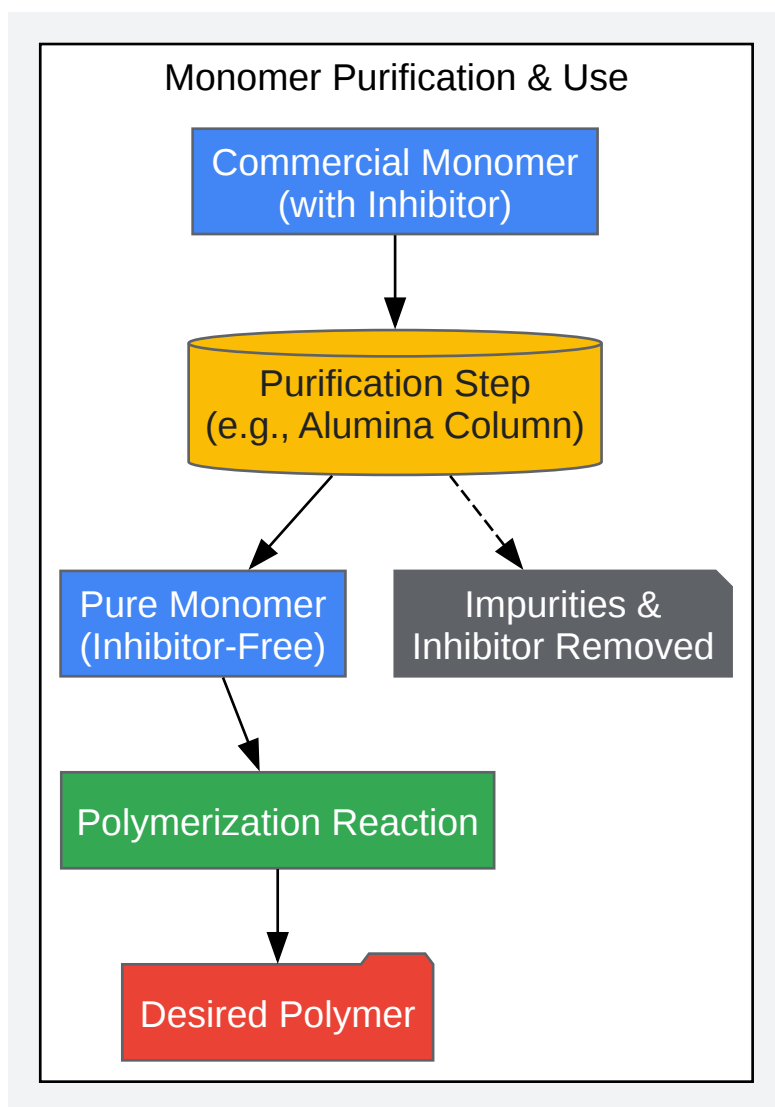 Monomer Purification & Use
Commercial Monomer
(with Inhibitor)
Purification Step
(e.g., Alumina Column)
Pure Monomer
(Inhibitor-Free)
Impurities &
Inhibitor Removed
Polymerization Reaction
Desired Polymer